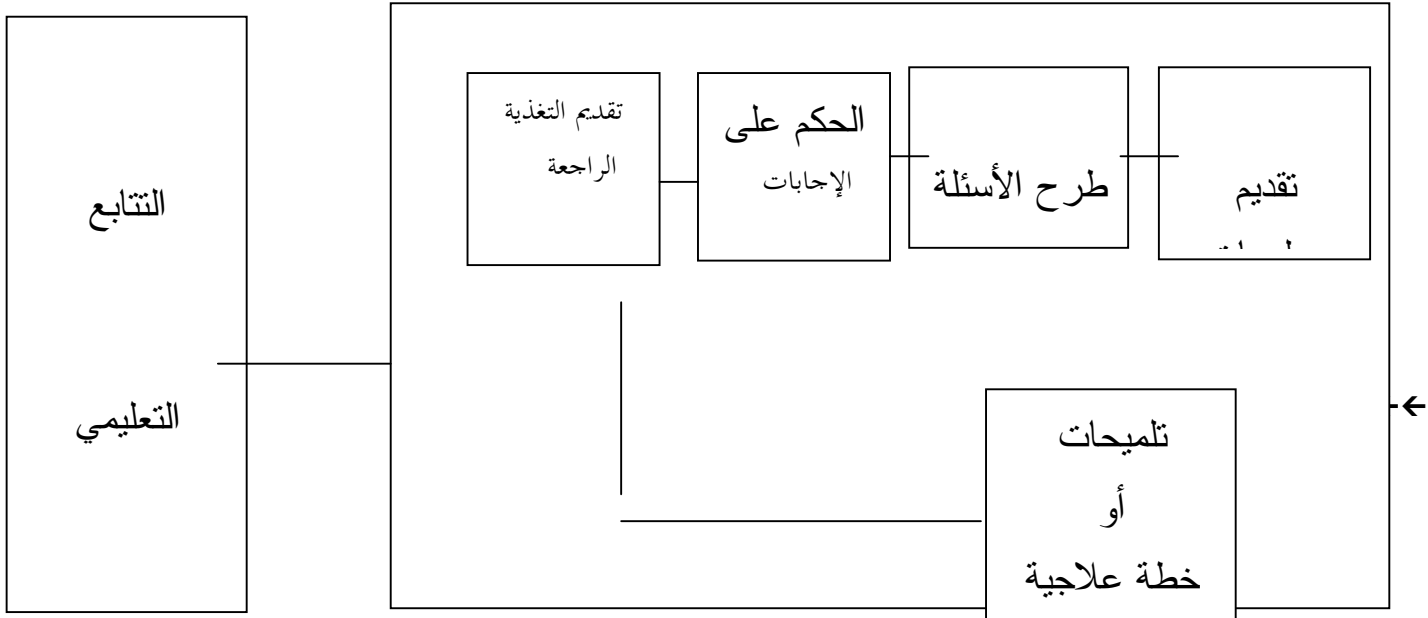 تقديم
طرح الأسئلة
الحكم على
الإجابات
تقديم التغذية
الراجعة
التتابع
التعليمي
تلميحات
أو
خطة علاجية